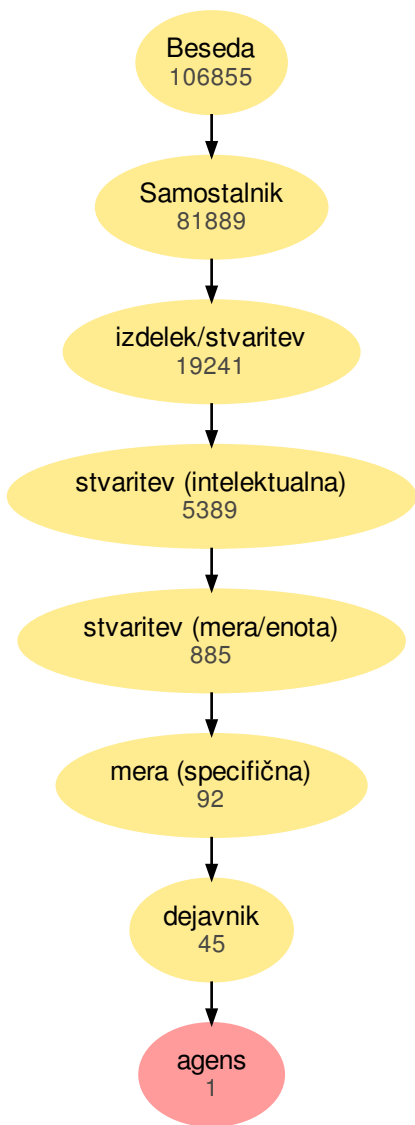 Beseda
106855
Samostalnik
81889
izdelek/stvaritev
19241
stvaritev (intelektualna)
5389
stvaritev (mera/enota)
885
mera (specifična)
92
dejavnik
45
agens
1